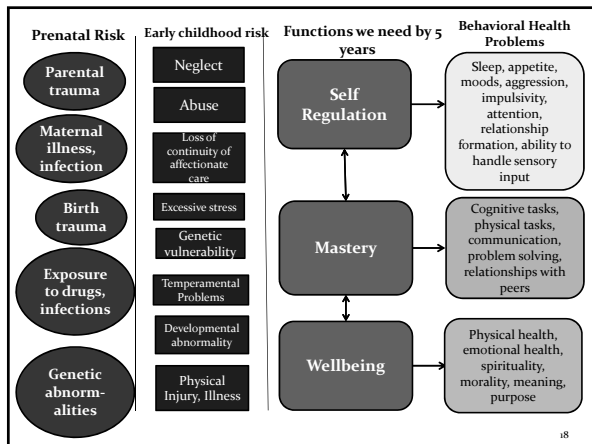 Prenatal Risk
Parental
trauma
Maternal
illness,
infection
Birth
trauma
Exposure
to drugs,
infections
Genetic
abnorm-
alities
Early childhood risk
Neglect
Abuse
Loss of
continuity of
affectionate
care
Excessive stress
Genetic
vulnerability
Temperamental
Problems
Developmental
abnormality
Physical
Injury, Illness
Functions we need by 5
years
Self
Regulation
Mastery
Wellbeing
Behavioral Health
Problems
Sleep, appetite,
moods, aggression,
impulsivity,
attention,
relationship
formation, ability to
handle sensory
input
Cognitive tasks,
physical tasks,
communication,
problem solving,
relationships with
peers
Physical health,
emotional health,
spirituality,
morality, meaning,
purpose
18